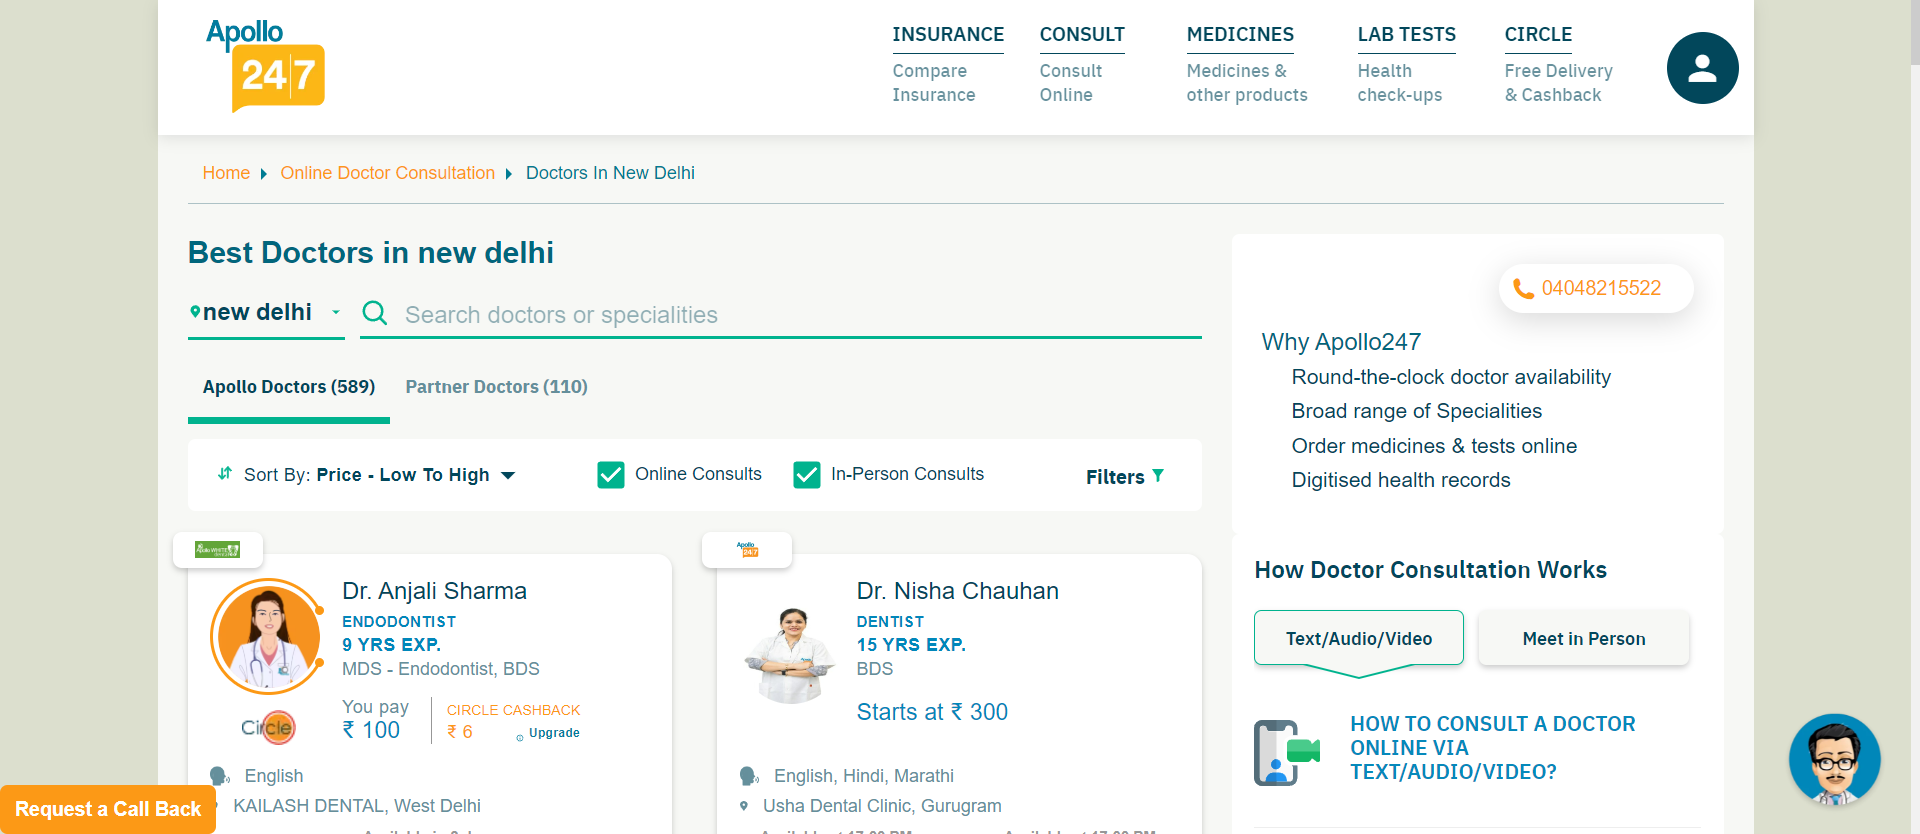 Apollo
24|7
INSURANCE
Compare
Insurance
CONSULT
Consult
Online
MEDICINES
Medicines &
other products
LAB TESTS
Health
check-ups
CIRCLE
Free Delivery
& Cashback
Home
Online Doctor Consultation
Doctors In New Delhi
Best Doctors in new delhi
new delhi
Search doctors or specialities
Apollo Doctors (589)
Partner Doctors (110)
Sort By: Price - Low To High
Online Consults
In-Person Consults
Filters
Dr. Anjali Sharma
ENDODONTIST
9 YRS EXP.
MDS - Endodontist, BDS
You pay
₹ 100
CIRCLE CASHBACK
₹ 6
Upgrade
Circle
English
KAILASH DENTAL, West Delhi
Apollo
24|7
Dr. Nisha Chauhan
DENTIST
15 YRS EXP.
BDS
Starts at ₹ 300
English, Hindi, Marathi
Usha Dental Clinic, Gurugram
04048215522
Why Apollo247
Round-the-clock doctor availability
Broad range of Specialities
Order medicines & tests online
Digitised health records
How Doctor Consultation Works
Text/Audio/Video
Meet in Person
HOW TO CONSULT A DOCTOR
ONLINE VIA
TEXT/AUDIO/VIDEO?
Request a Call Back